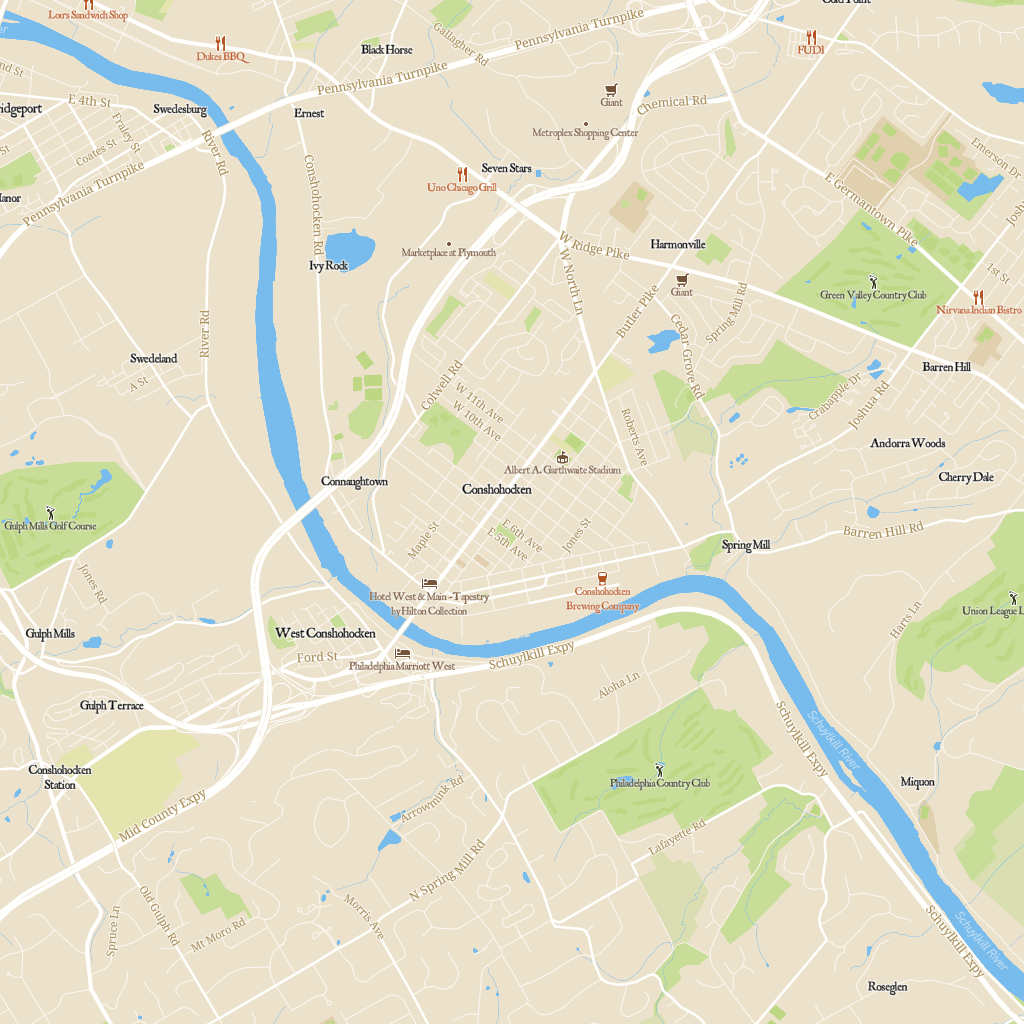 Cold Point
Lou's Sandwich Shop
Pennsylvania Turnpike
Gallagher Rd
Black Horse
FUDI
Dukes BBQ
Pennsylvania Turnpike
Giant
Chemical Rd
E 4th St
Swedesburg
Ernest
Fraley St
Metroplex Shopping Center
Coates St
River Rd
Emerson Dr
Seven Stars
Uno Chicago Grill
Pennsylvania Turnpike
E Germantown Pike
Conshohocken Rd
W Ridge Pike
Harmonville
Marketplace at Plymouth
Ivy Rock
W North Ln
1st St
Giant
Green Valley Country Club
Butler Pike
Spring Mill Rd
Nirvana Indian Bistro
River Rd
Swedeland
Cedar Grove Rd
Barren Hill
A St
Colwell Rd
W 11th Ave
Crabapple Dr
Joshua Rd
W 10th Ave
Roberts Ave
Andorra Woods
Albert A. Garthwaite Stadium
Cherry Dale
Connaughtown
Conshohocken
Gulph Mills Golf Course
Maple St
E 6th Ave
E 5th Ave
Jones St
Barren Hill Rd
Spring Mill
Jones Rd
Hotel West & Main - Tapestry
by Hilton Collection
Conshohocken
Brewing Company
Union League L
Harts Ln
Gulph Mills
West Conshohocken
Ford St
Philadelphia Marriott West
Schuylkill Expy
Aloha Ln
Gulph Terrace
Schuylkill Expy
Schuylkill River
Conshohocken
Station
Philadelphia Country Club
Miquon
Mid County Expy
Arrowmink Rd
Lafayette Rd
N Spring Mill Rd
Old Gulph Rd
Spruce Ln
Mt Moro Rd
Morris Ave
Schuylkill Expy
Schuylkill River
Roseglen